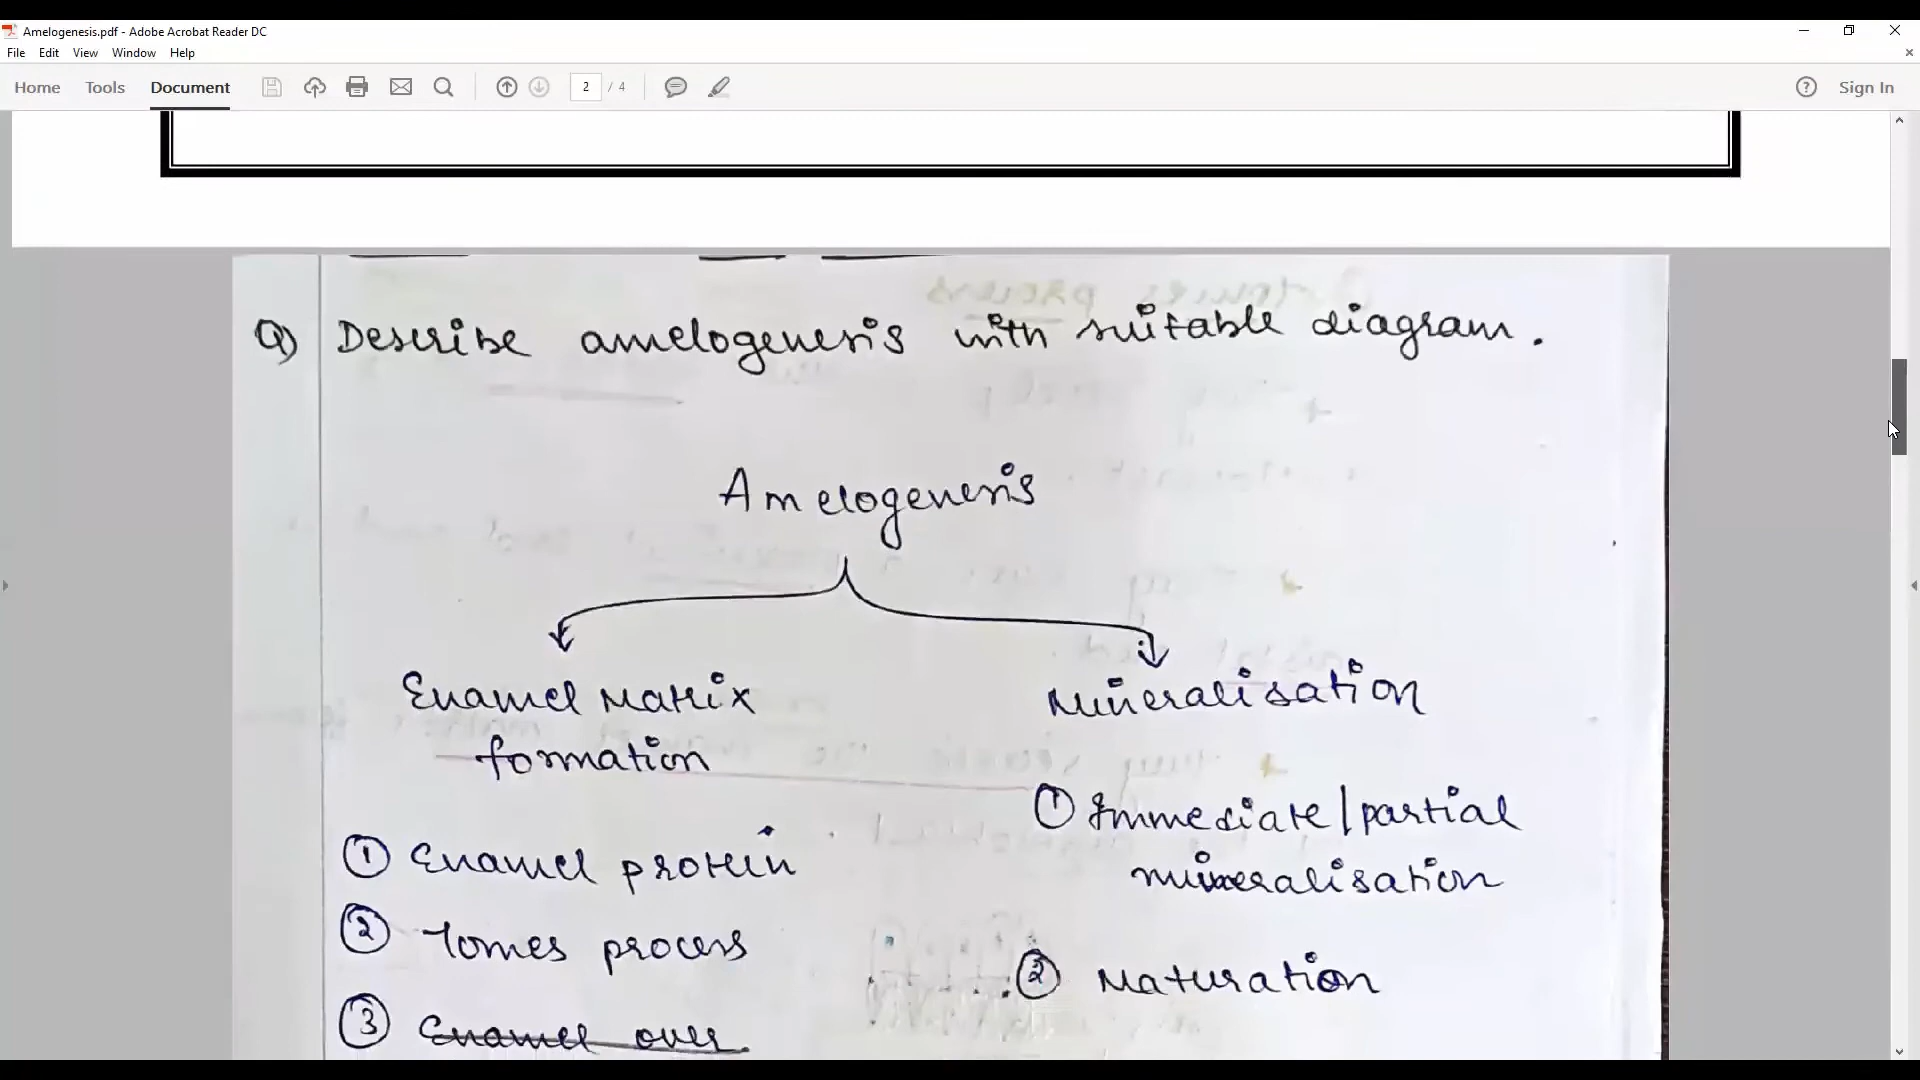 Amelogenesis.pdf - Adobe Acrobat Reader DC
File Edit View Window Help
Home Tools Document 2 / 4 Sign In
Q) Describe amelogenesis with suitable diagram.
Amelogenesis
Enamel Matrix
formation
Mineralisation
① Immediate/partial
mineralisation
① Enamel protein
② Tomes process
② Maturation
③ Enamel over